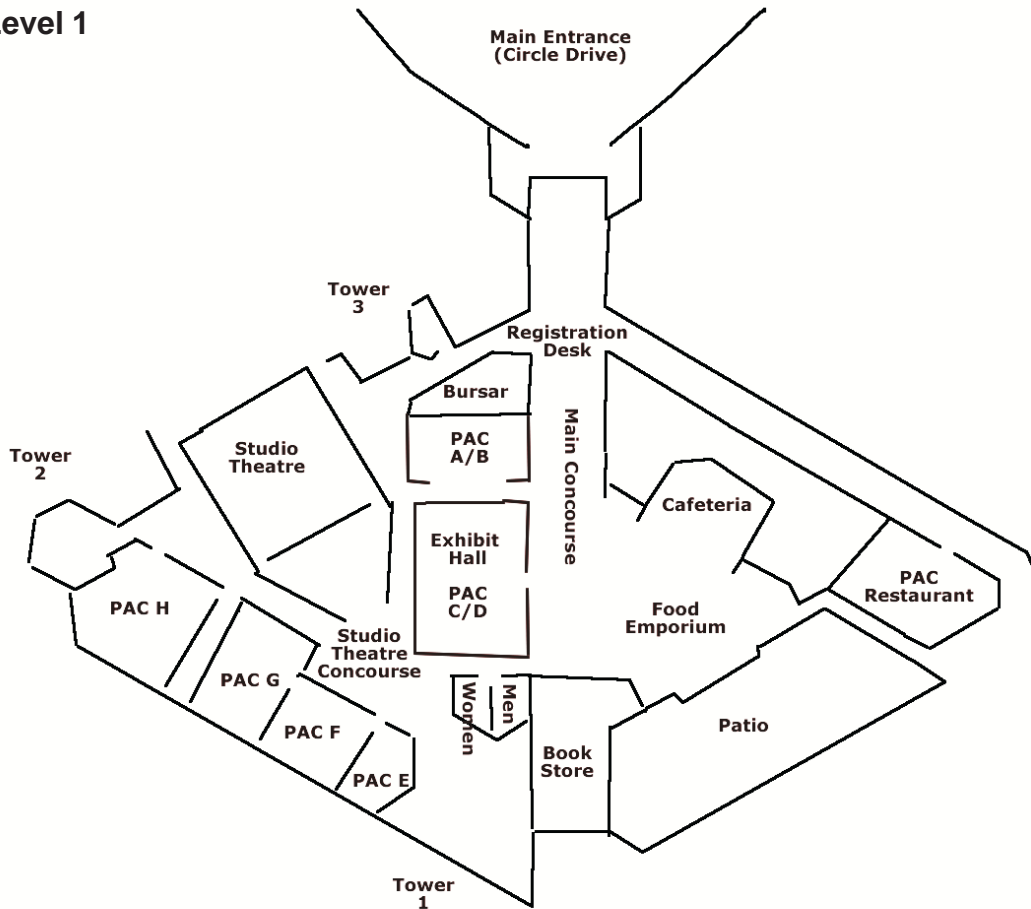 Level 1
Main Entrance
(Circle Drive)
Tower
3
Registration
Desk
Bursar
PAC
A/B
Main Concourse
Studio
Theatre
Tower
2
Cafeteria
Exhibit
Hall
PAC
C/D
PAC
Restaurant
PAC H
Food
Emporium
Studio
Theatre
Concourse
PAC G
Women
Men
PAC F
Patio
Book
Store
PAC E
Tower
1